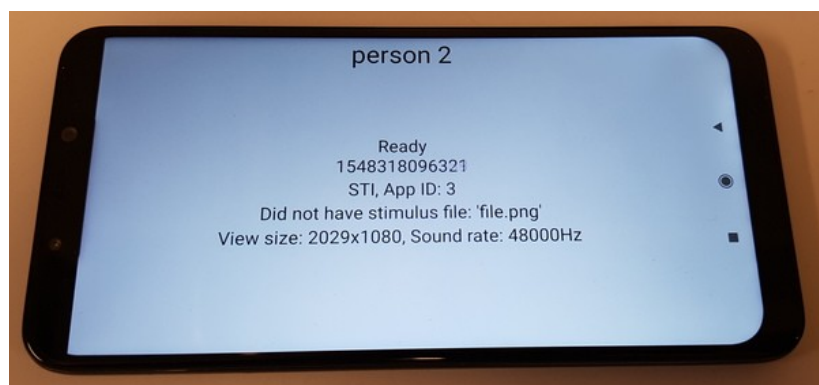 person 2
Ready
1548318096321
STI, App ID: 3
Did not have stimulus file: 'file.png'
View size: 2029x1080, Sound rate: 48000Hz